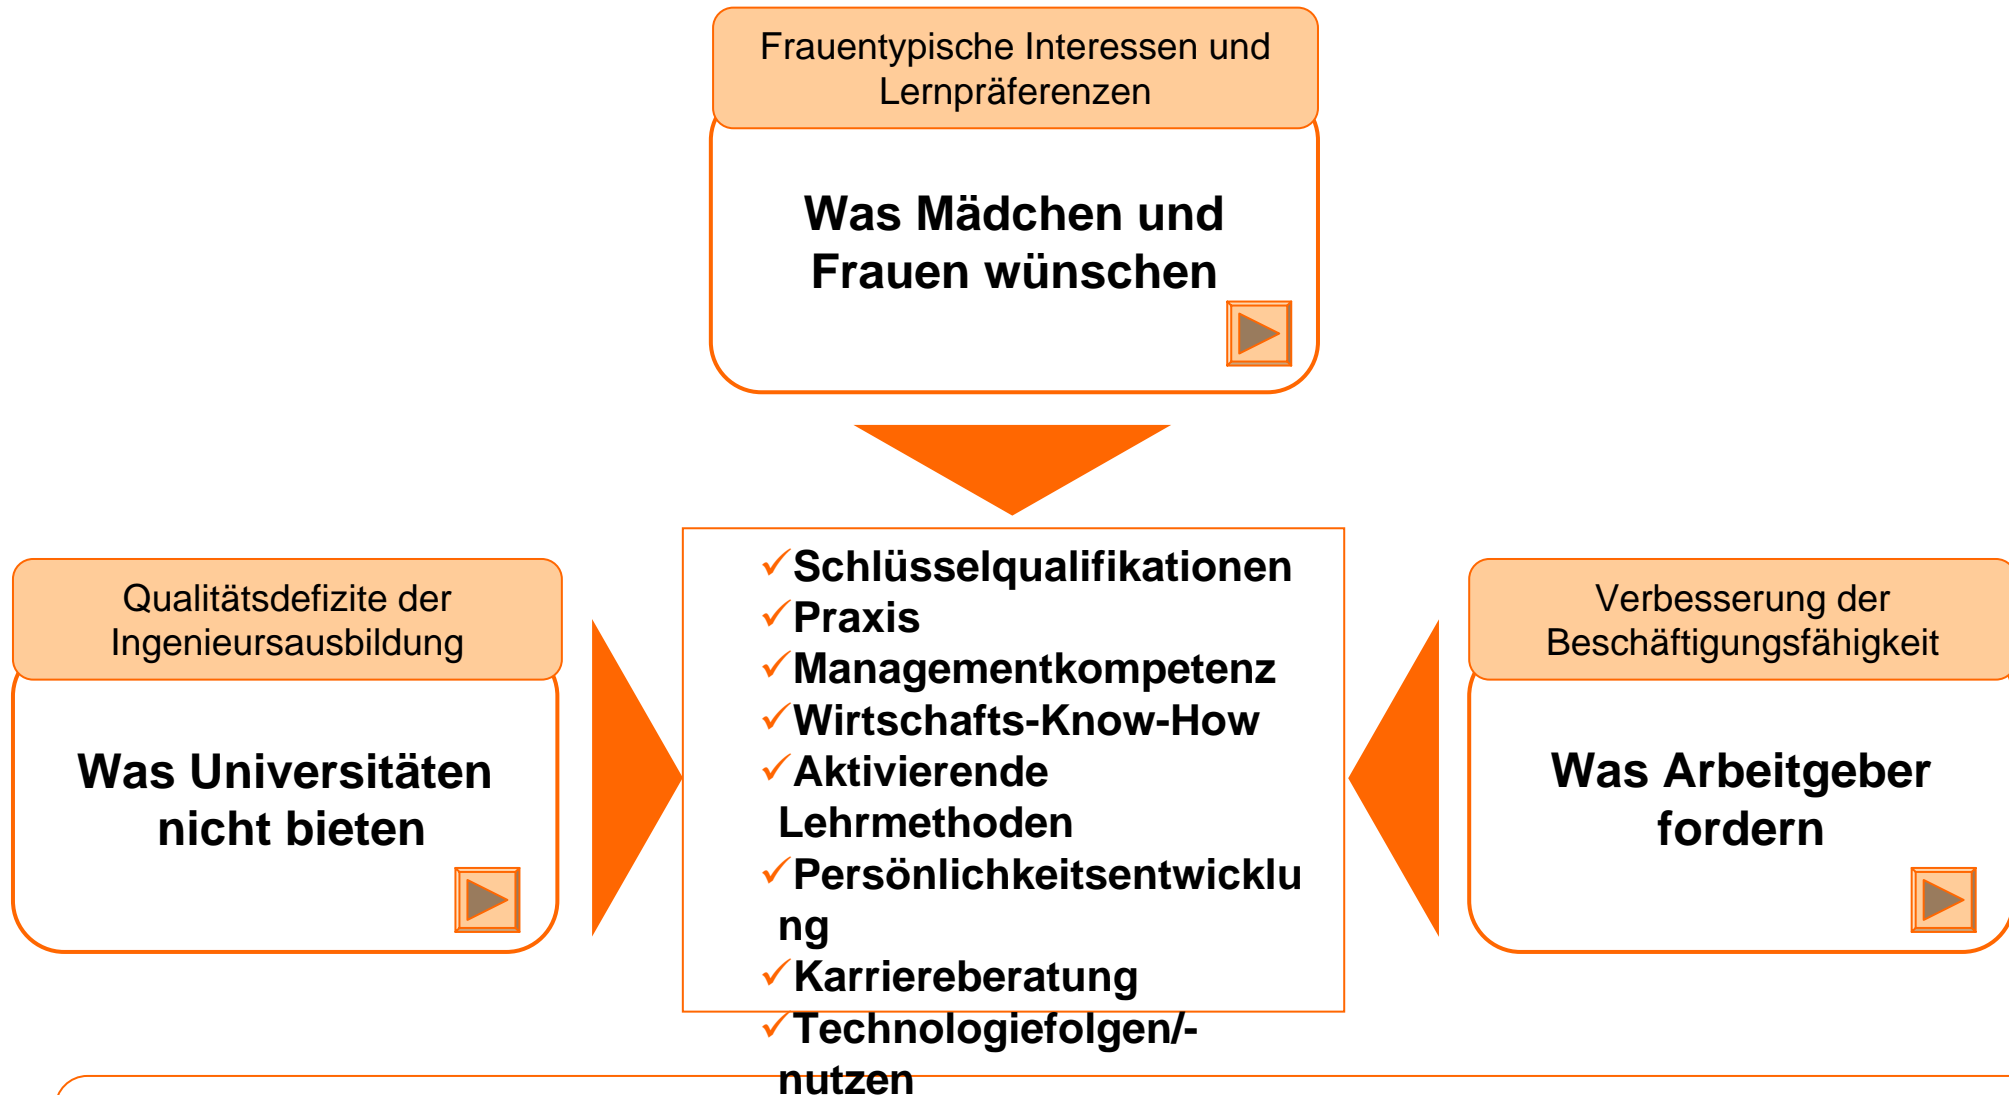 Frauentypische Interessen und
Lernpräferenzen
Was Mädchen und
Frauen wünschen
Qualitätsdefizite der
Ingenieursausbildung
Was Universitäten
nicht bieten
✓Schlüsselqualifikationen
✓Praxis
✓Managementkompetenz
✓Wirtschafts-Know-How
✓Aktivierende
Lehrmethoden
✓Persönlichkeitsentwicklu
ng
✓Karriereberatung
✓Technologiefolgen/-
nutzen
Verbesserung der
Beschäftigungsfähigkeit
Was Arbeitgeber
fordern